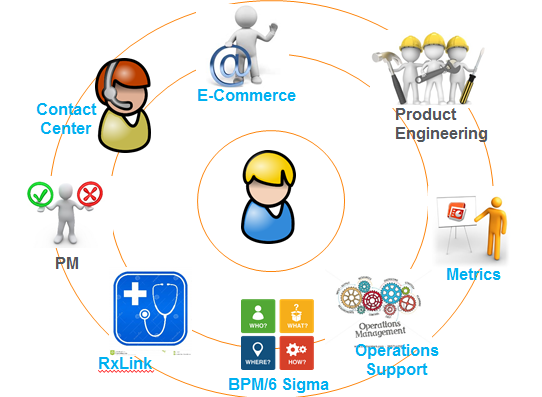 @
E-Commerce
Contact
Center
Product
Engineering
PM
Metrics
RxLink
WHO?
WHAT?
WHERE?
HOW?
BPM/6 Sigma
Operations
Management
Operations
Support